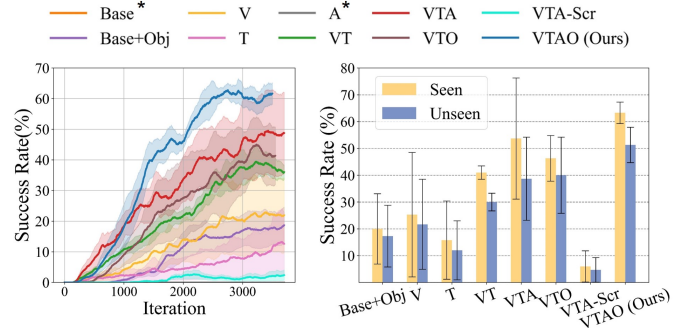 Base* V A* VTA VTA-Scr
Base+Obj T VT VTO VTAO (Ours)
Success Rate(%)
70
60
50
40
30
20
10
0
0 1000 2000 3000
Iteration
Success Rate (%)
80
70
60
50
40
30
20
10
Seen
Unseen
Base+Obj V T VT VTA VTO VTA-Scr VTAO (Ours)